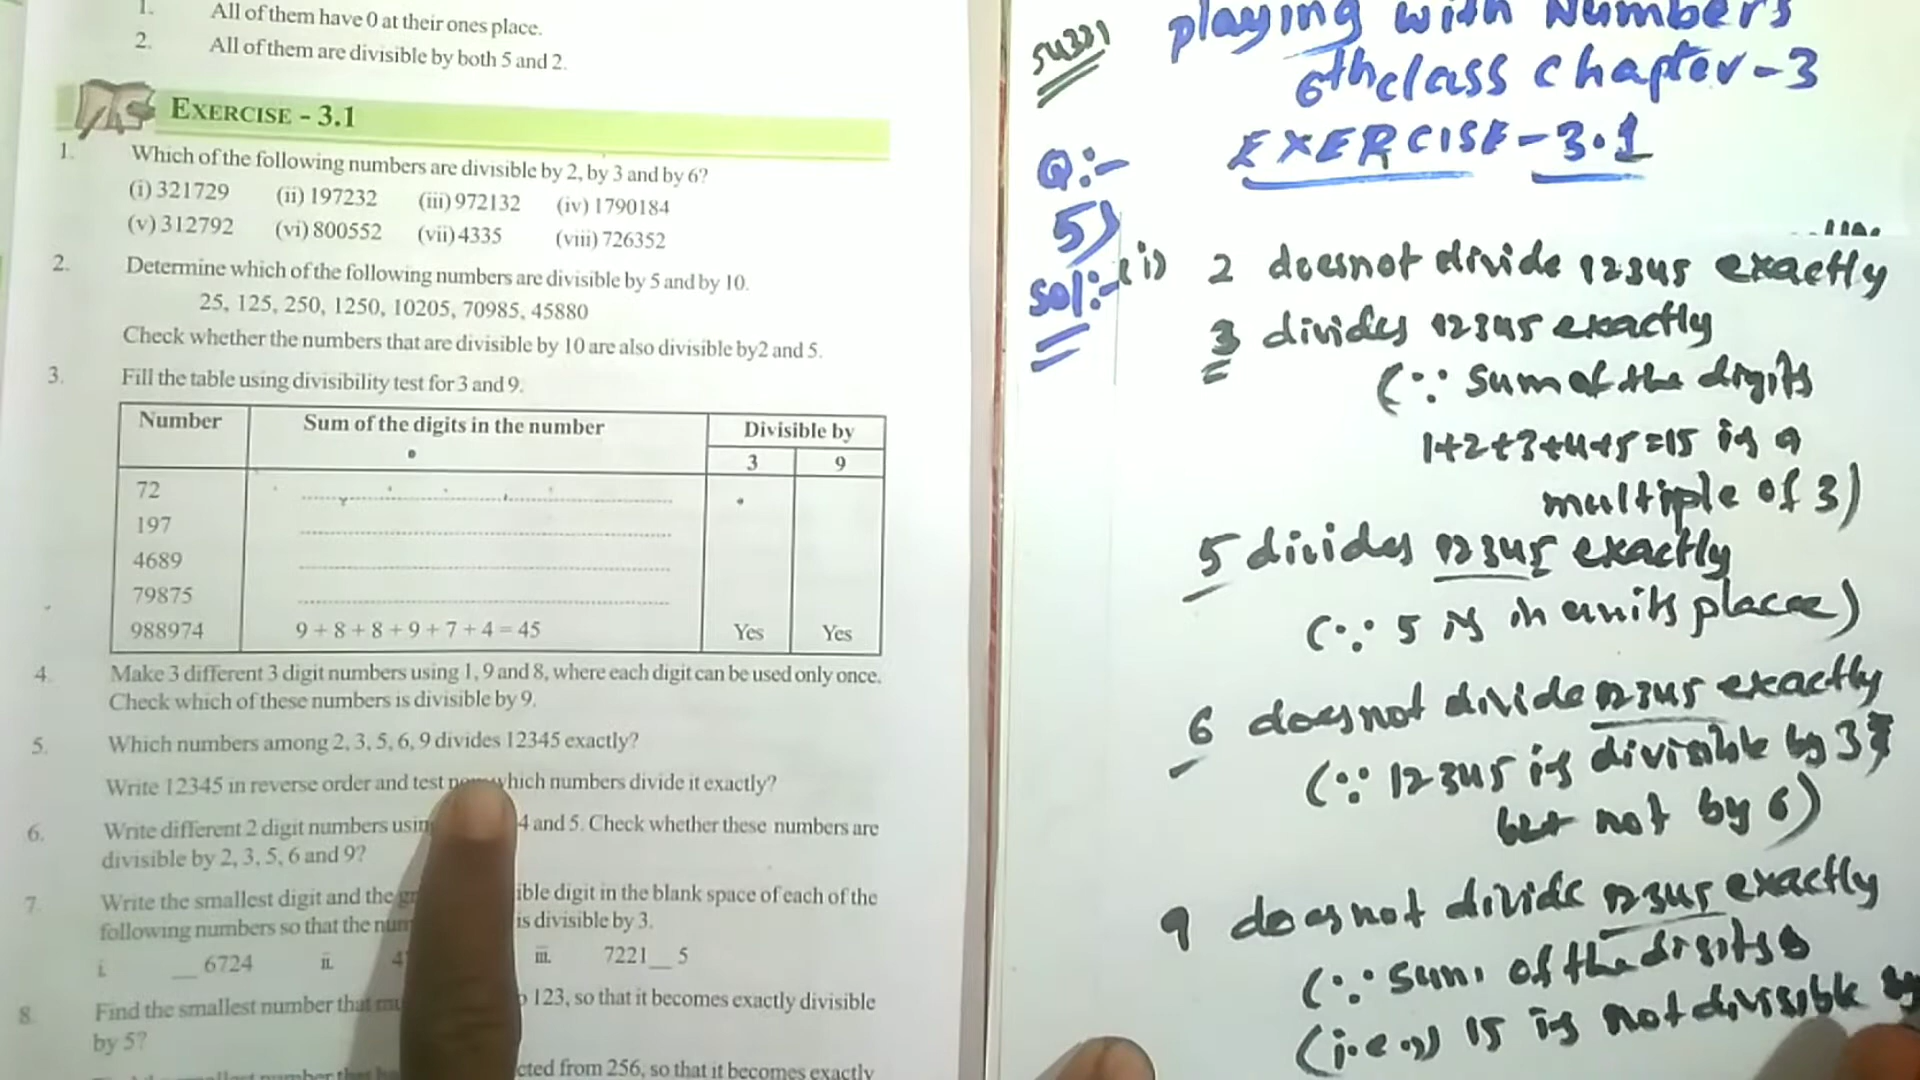 1. All of them have 0 at their ones place.
2. All of them are divisible by both 5 and 2.
EXERCISE - 3.1
1. Which of the following numbers are divisible by 2, by 3 and by 6?
(i) 321729 (ii) 197232 (iii) 972132 (iv) 1790184
(v) 312792 (vi) 800552 (vii) 4335 (viii) 726352
2. Determine which of the following numbers are divisible by 5 and by 10.
25, 125, 250, 1250, 10205, 70985, 45880
Check whether the numbers that are divisible by 10 are also divisible by2 and 5.
3. Fill the table using divisibility test for 3 and 9.
Number Sum of the digits in the number Divisible by
3 9
72
197
4689
79875
988974 9 + 8 + 8 + 9 + 7 + 4 = 45 Yes Yes
4. Make 3 different 3 digit numbers using 1, 9 and 8, where each digit can be used only once.
Check which of these numbers is divisible by 9.
5. Which numbers among 2, 3, 5, 6, 9 divides 12345 exactly?
Write 12345 in reverse order and test which numbers divide it exactly?
6. Write different 2 digit numbers 4 and 5. Check whether these numbers are
divisible by 2, 3, 5, 6 and 9?
7. Write the smallest digit and the digit in the blank space of each of the
following numbers so that the is divisible by 3.
i. __ 6724 ii. 4 iii. 7221__ 5
8. Find the smallest number that 123, so that it becomes exactly divisible
by 5?
from 256, so that it becomes exactly
54321
playing with Numbers
6th class chapter-3
EXERCISE-3.1
Q:-
5)
Sol:- (i) 2 doesnot divide 12345 exactly
3 divides 12345 exactly
(∵ Sum of the digits
1+2+3+4+5=15 is a
multiple of 3)
5 divides 12345 exactly
(∵ 5 is in units place)
6 does not divide 12345 exactly
(∵ 12345 is divisible by 3
but not by 6)
9 does not divide 12345 exactly
(∵ Sum of the digits
(i.e.,) 15 is not divisible by